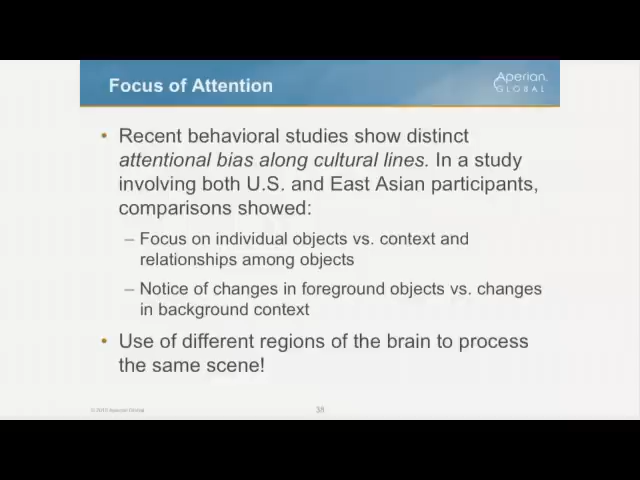 Focus of Attention
Aperian
GLOBAL
• Recent behavioral studies show distinct
attentional bias along cultural lines. In a study
involving both U.S. and East Asian participants,
comparisons showed:
– Focus on individual objects vs. context and
relationships among objects
– Notice of changes in foreground objects vs. changes
in background context
• Use of different regions of the brain to process
the same scene!
© Aperian Global
38